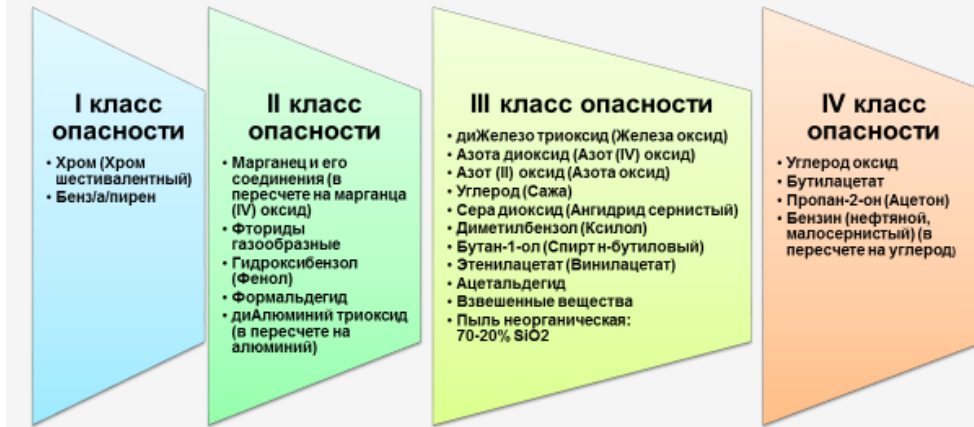 I класс
опасности
• Хром (Хром
шестивалентный)
• Бенз/а/пирен
II класс
опасности
• Марганец и его
соединения (в
пересчете на марганца
(IV) оксид)
• Фториды
газообразные
• Гидроксибензол
(Фенол)
• Формальдегид
• диАлюминий триоксид
(в пересчете на
алюминий)
III класс опасности
• диЖелезо триоксид (Железа оксид)
• Азота диоксид (Азот (IV) оксид)
• Азот (II) оксид (Азота оксид)
• Углерод (Сажа)
• Сера диоксид (Ангидрид сернистый)
• Диметилбензол (Ксилол)
• Бутан-1-ол (Спирт н-бутиловый)
• Этенилацетат (Винилацетат)
• Ацетальдегид
• Взвешенные вещества
• Пыль неорганическая:
70-20% SiO2
IV класс
опасности
• Углерод оксид
• Бутилацетат
• Пропан-2-он (Ацетон)
• Бензин (нефтяной,
малосернистый) (в
пересчете на углерод)